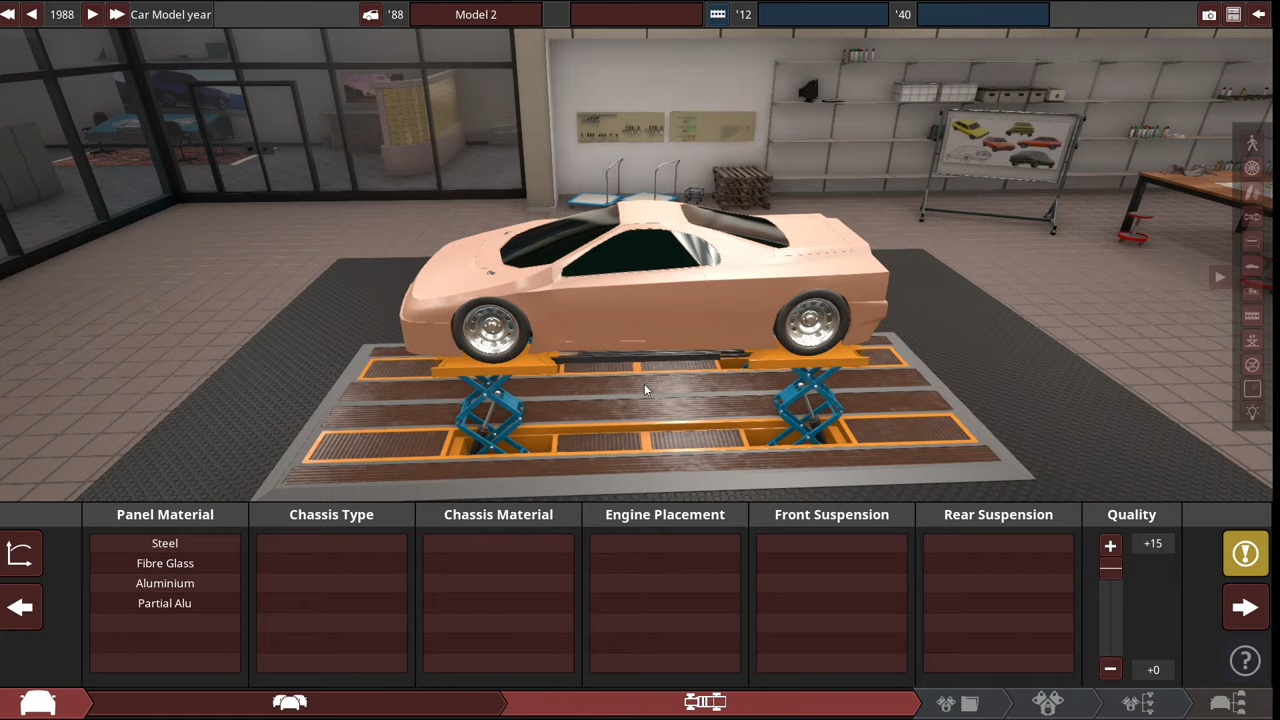 1988 Car Model year '88 Model 2 '12 '40
Panel Material Chassis Type Chassis Material Engine Placement Front Suspension Rear Suspension Quality
Steel
Fibre Glass
Aluminium
Partial Alu
+15
+0